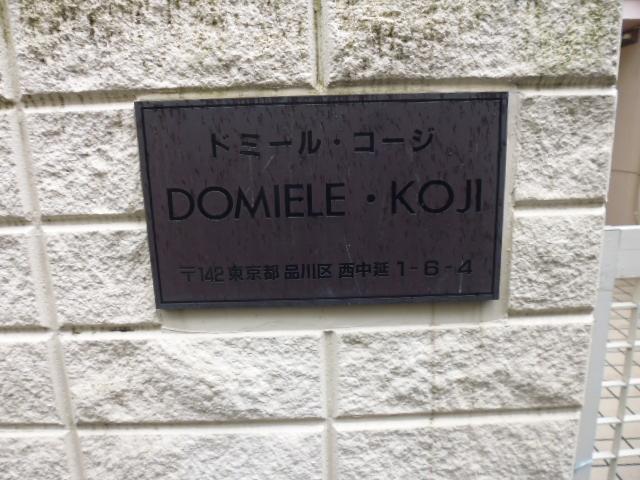 ドミール・コージ
DOMIELE・KOJI
〒142 東京都 品川区 西中延 1-6-4